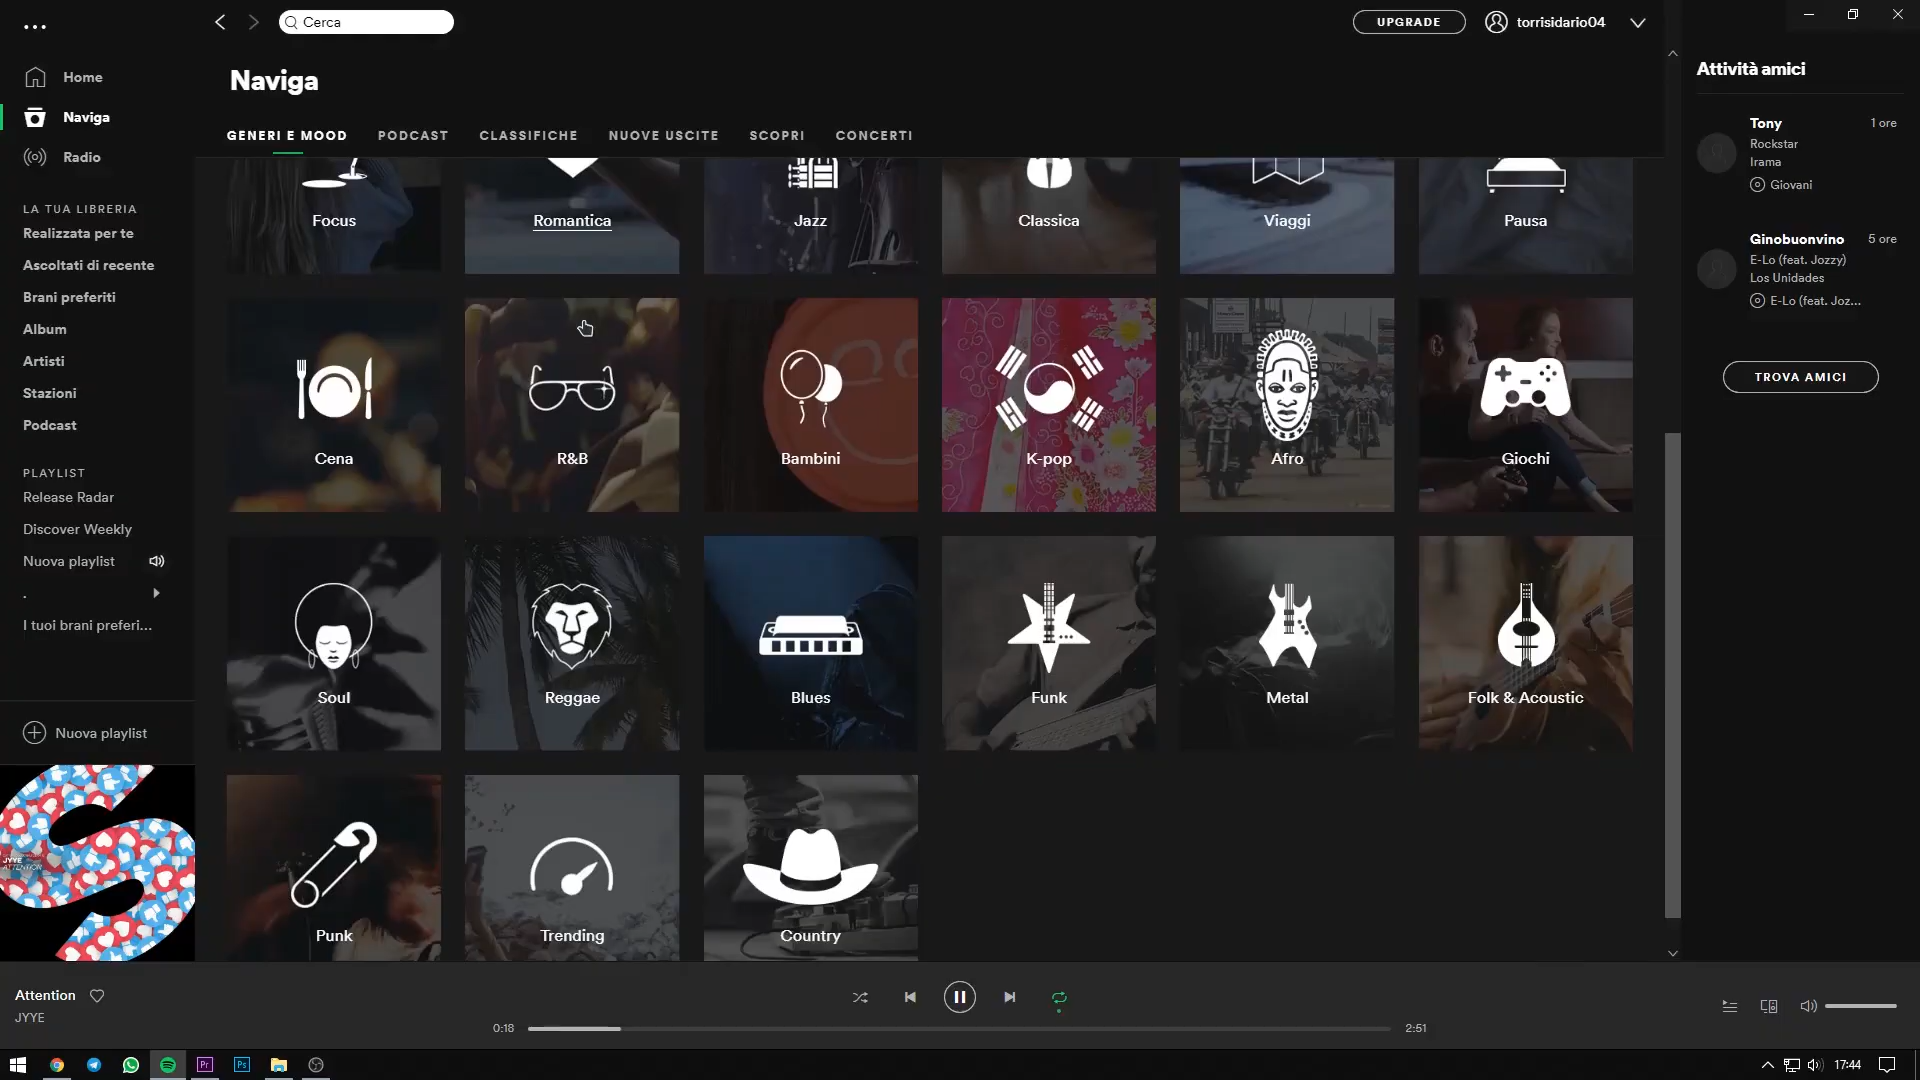 Cerca
UPGRADE
torrisidario04
Home
Naviga
Radio
LA TUA LIBRERIA
Realizzata per te
Ascoltati di recente
Brani preferiti
Album
Artisti
Stazioni
Podcast
PLAYLIST
Release Radar
Discover Weekly
Nuova playlist
.
I tuoi brani preferi...
Nuova playlist
JYYE
ATTENTION
Naviga
GENERI E MOOD
PODCAST
CLASSIFICHE
NUOVE USCITE
SCOPRI
CONCERTI
Focus
Romantica
Jazz
Classica
Viaggi
Pausa
Cena
R&B
Bambini
K-pop
Afro
Giochi
Soul
Reggae
Blues
Funk
Metal
Folk & Acoustic
Punk
Trending
Country
Attività amici
Tony
1 ore
Rockstar
Irama
Giovani
Ginobuonvino
5 ore
E-Lo (feat. Jozzy)
Los Unidades
E-Lo (feat. Joz...
TROVA AMICI
Attention
JYYE
0:18
2:51
Pr
Ps
17:44